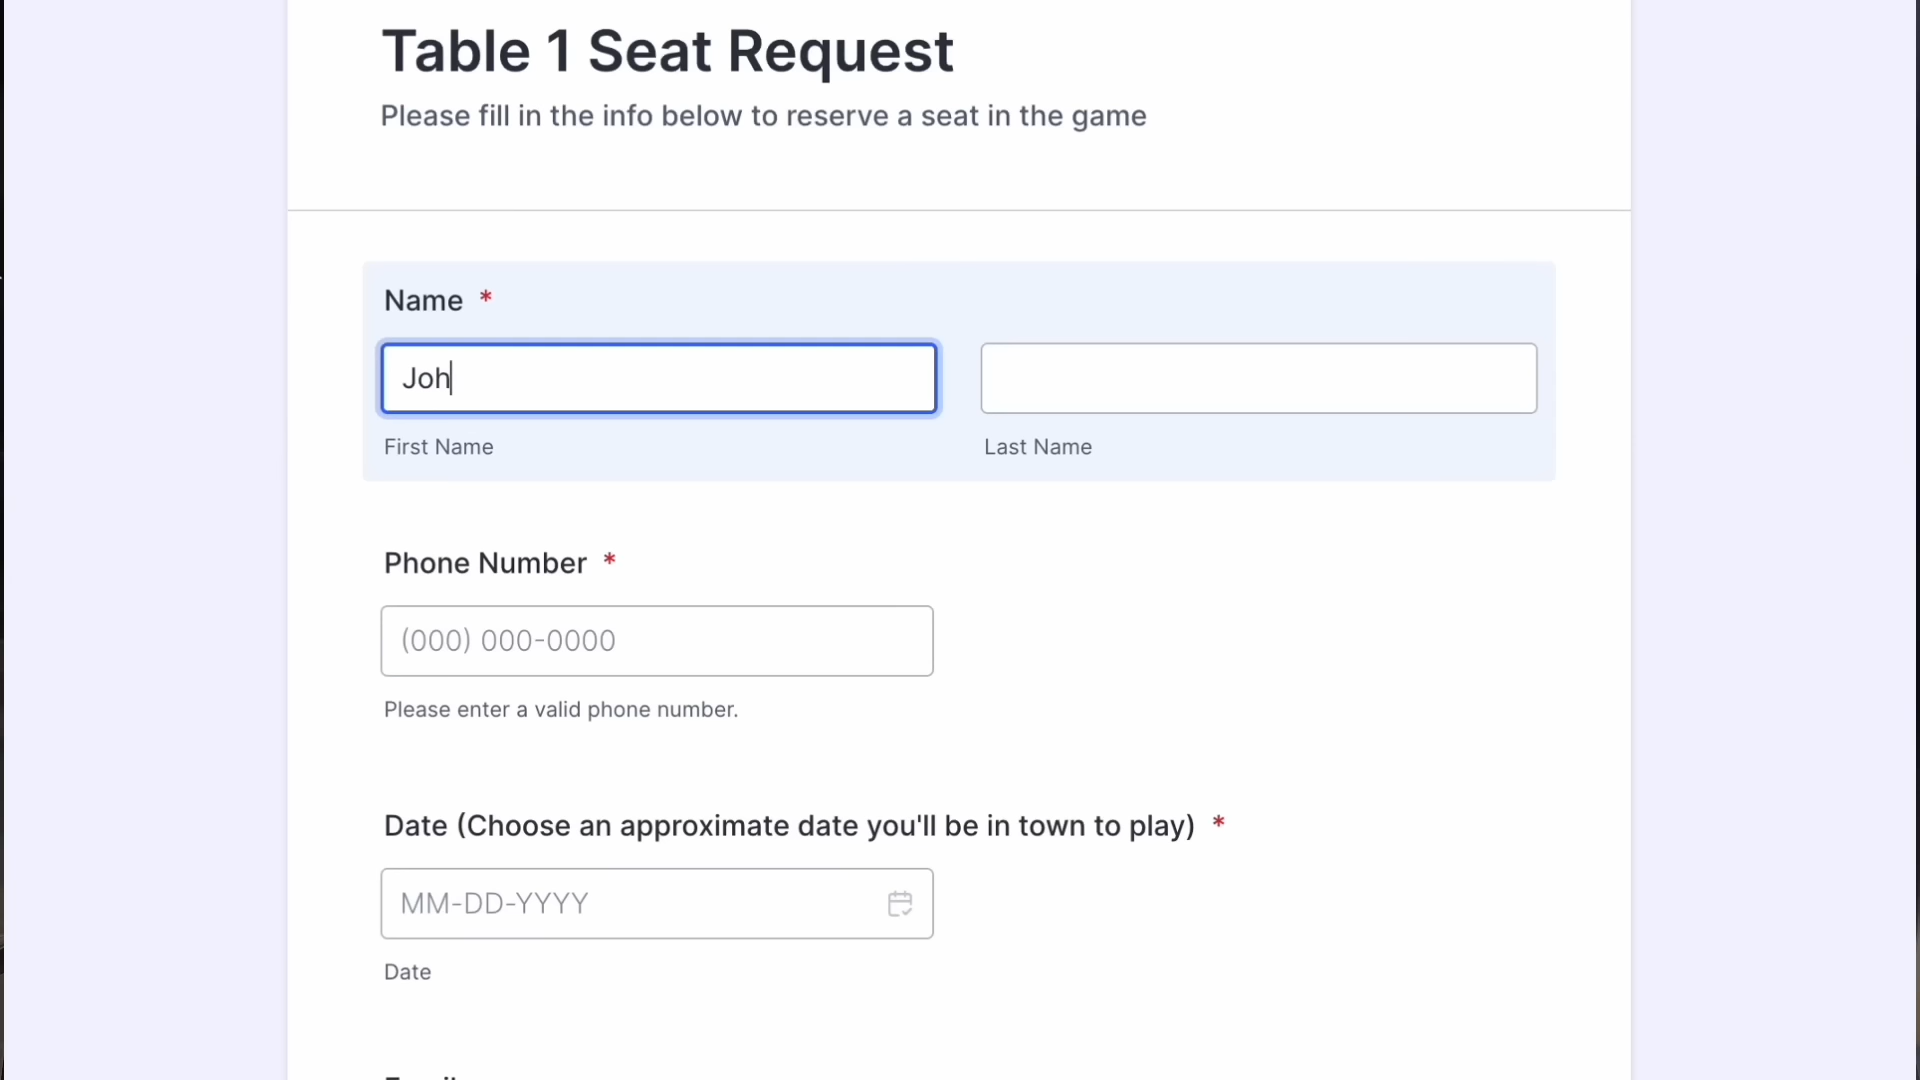 Table 1 Seat Request
Please fill in the info below to reserve a seat in the game
Name *
Joh
First Name
Last Name
Phone Number *
(000) 000-0000
Please enter a valid phone number.
Date (Choose an approximate date you'll be in town to play) *
MM-DD-YYYY
Date